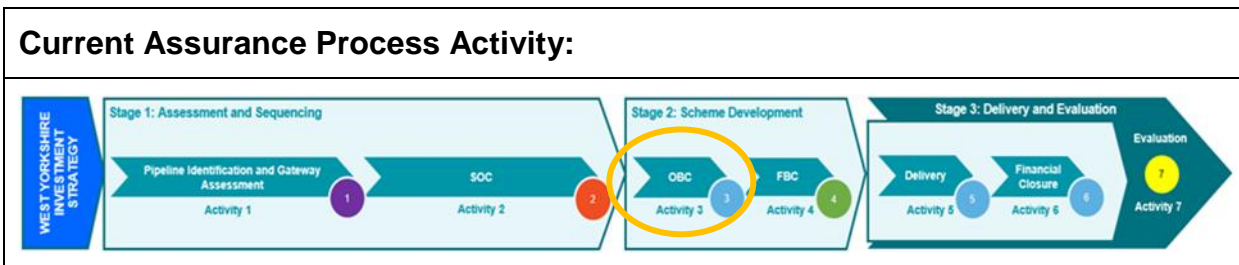 Current Assurance Process Activity:
WEST YORKSHIRE
INVESTMENT
STRATEGY
Stage 1: Assessment and Sequencing
Pipeline Identification and Gateway
Assessment
1
Activity 1
SOC
2
Activity 2
Stage 2: Scheme Development
OBC
3
Activity 3
FBC
4
Activity 4
Stage 3: Delivery and Evaluation
Delivery
5
Activity 5
Financial
Closure
6
Activity 6
Evaluation
7
Activity 7